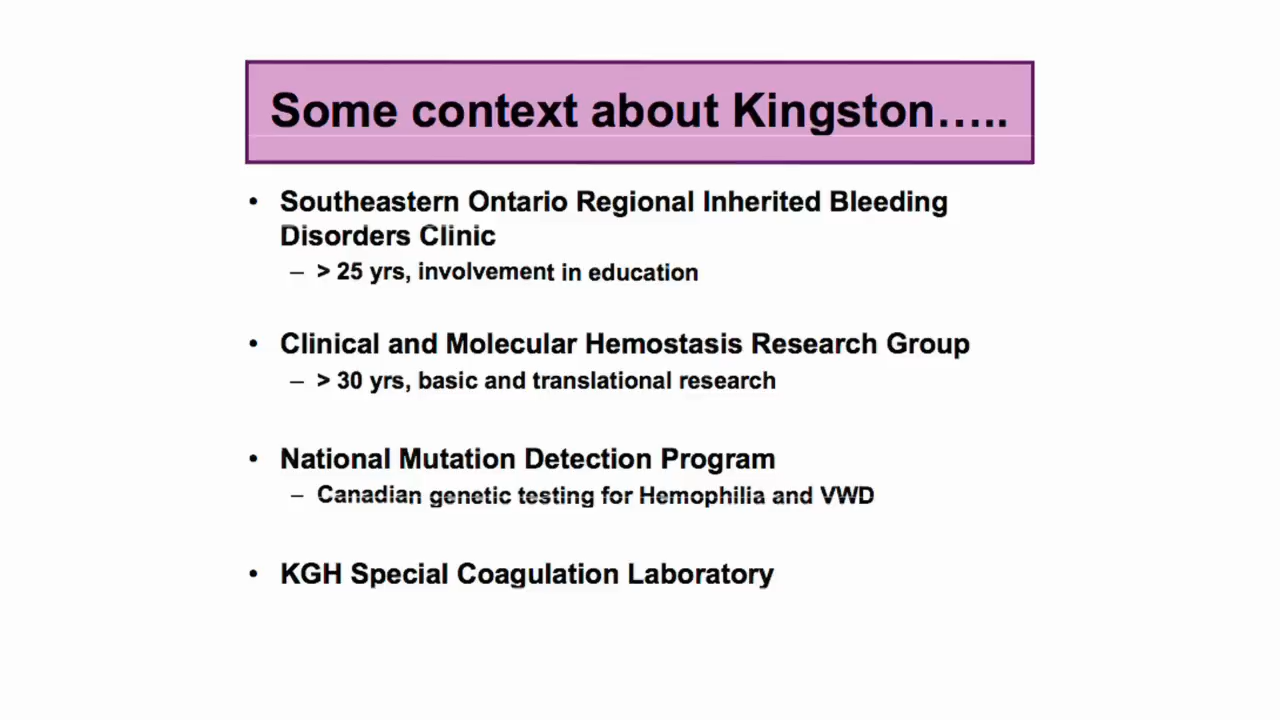 Some context about Kingston.....
• Southeastern Ontario Regional Inherited Bleeding
Disorders Clinic
– > 25 yrs, involvement in education
• Clinical and Molecular Hemostasis Research Group
– > 30 yrs, basic and translational research
• National Mutation Detection Program
– Canadian genetic testing for Hemophilia and VWD
• KGH Special Coagulation Laboratory